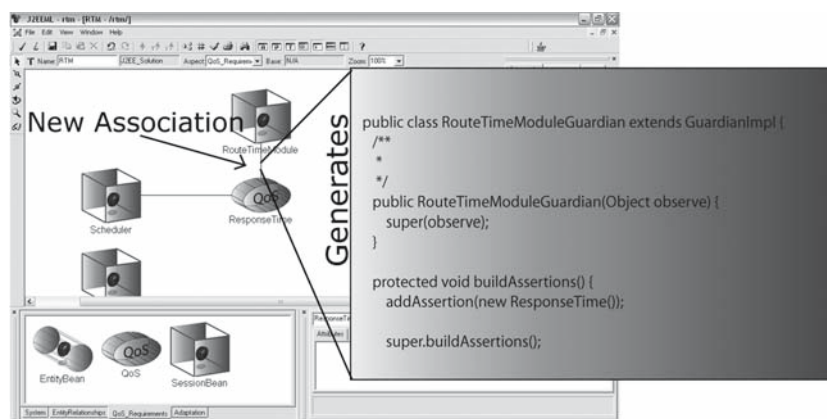 J2EEML - rtm - [RTM - /rtm/]
File Edit View Window Help
T Name: RTM J2EE_Solution Aspect: QoS_Requirem Base: N/A Zoom: 100%
New Association
RouteTimeModule
QoS
ResponseTime
Scheduler
Generates
public class RouteTimeModuleGuardian extends GuardianImpl {
/**
*
*/
public RouteTimeModuleGuardian(Object observe) {
super(observe);
}
protected void buildAssertions() {
addAssertion(new ResponseTime());
super.buildAssertions();
EntityBean
QoS
QoS
SessionBean
System EntityRelationships QoS_Requirements Adaptation